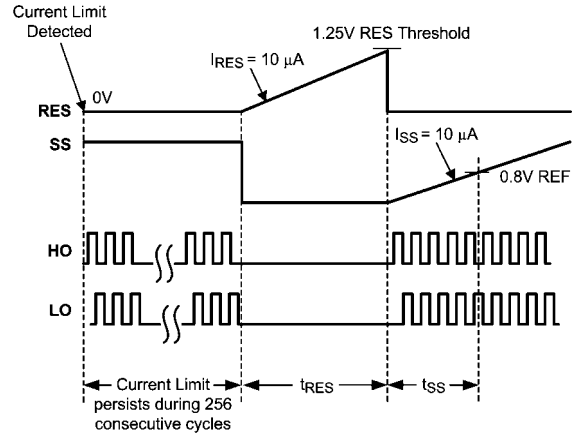 Current Limit
Detected
1.25V RES Threshold
IRES = 10 µA
0V
RES
SS
ISS = 10 µA
0.8V REF
HO
LO
Current Limit
persists during 256
consecutive cycles
tRES
tSS